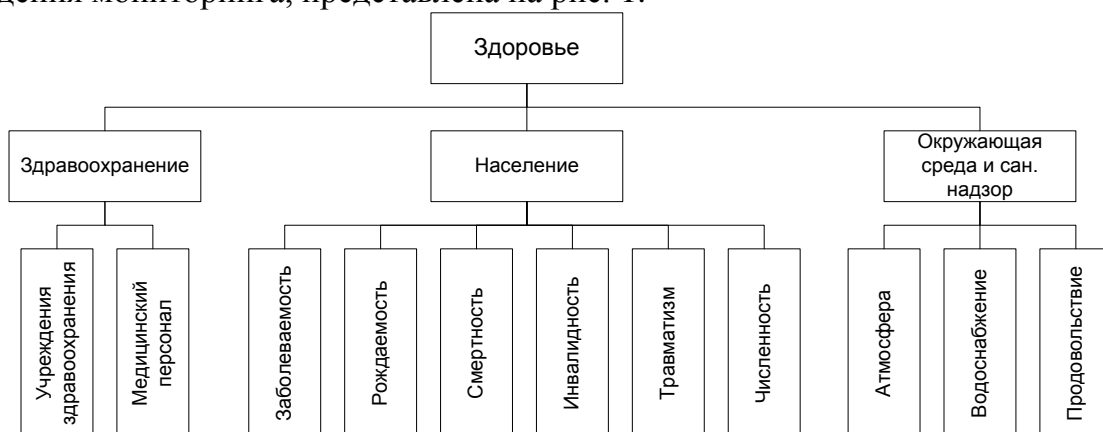 дения мониторинга, представлена на рис. 1.
Здоровье
Здравоохранение
Население
Окружающая
среда и сан.
надзор
Учреждения
здравоохранения
Медицинский
персонал
Заболеваемость
Рождаемость
Смертность
Инвалидность
Травматизм
Численность
Атмосфера
Водоснабжение
Продовольствие